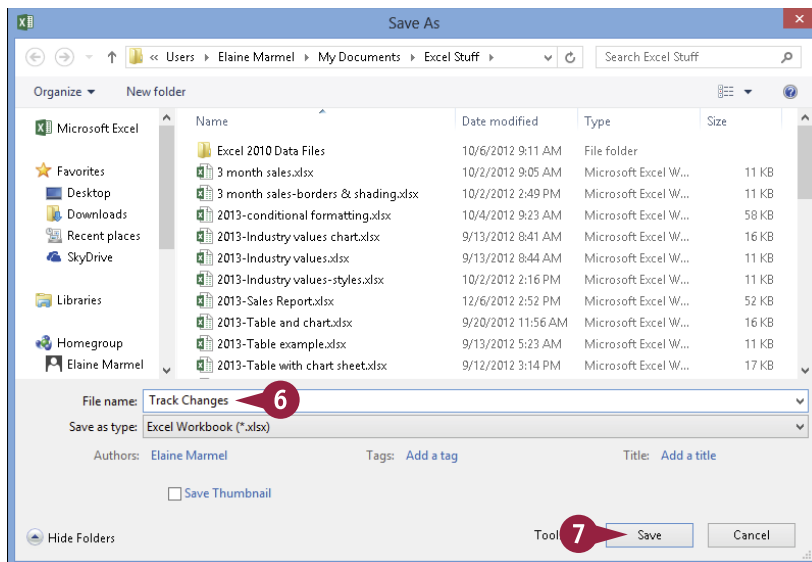 Save As
« Users Elaine Marmel My Documents Excel Stuff
Search Excel Stuff
Organize New folder
Microsoft Excel
Favorites
Desktop
Downloads
Recent places
SkyDrive
Libraries
Homegroup
Elaine Marmel
Name Date modified Type Size
Excel 2010 Data Files 10/6/2012 9:11 AM File folder
3 month sales.xlsx 10/2/2012 9:05 AM Microsoft Excel W... 11 KB
3 month sales-borders & shading.xlsx 10/2/2012 2:49 PM Microsoft Excel W... 11 KB
2013-conditional formatting.xlsx 10/4/2012 9:23 AM Microsoft Excel W... 58 KB
2013-Industry values chart.xlsx 9/13/2012 8:41 AM Microsoft Excel W... 16 KB
2013-Industry values.xlsx 9/13/2012 8:44 AM Microsoft Excel W... 11 KB
2013-Industry values-styles.xlsx 10/2/2012 2:16 PM Microsoft Excel W... 11 KB
2013-Sales Report.xlsx 12/6/2012 2:52 PM Microsoft Excel W... 52 KB
2013-Table and chart.xlsx 9/20/2012 11:56 AM Microsoft Excel W... 16 KB
2013-Table example.xlsx 9/13/2012 5:23 AM Microsoft Excel W... 11 KB
2013-Table with chart sheet.xlsx 9/12/2012 3:14 PM Microsoft Excel W... 17 KB
File name: Track Changes 6
Save as type: Excel Workbook (*.xlsx)
Authors: Elaine Marmel Tags: Add a tag Title: Add a title
Save Thumbnail
Hide Folders Tool 7 Save Cancel